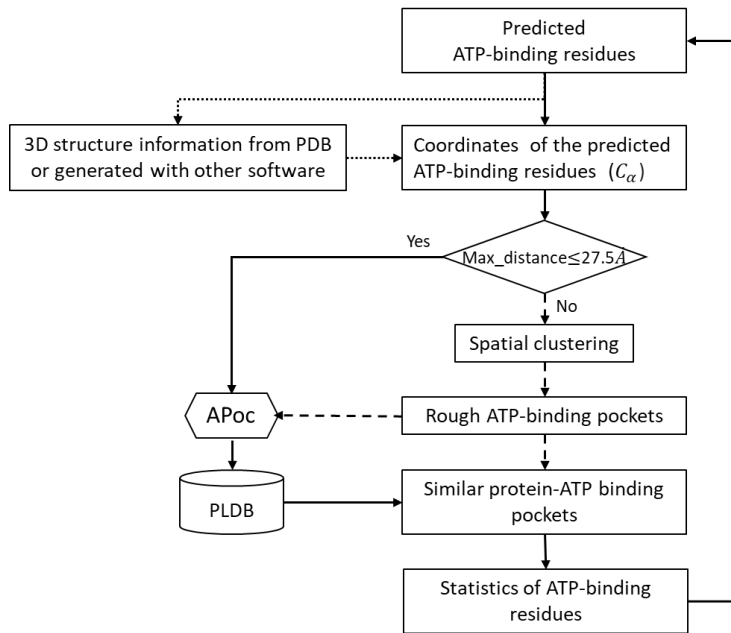 Predicted
ATP-binding residues
3D structure information from PDB
or generated with other software
Coordinates of the predicted
ATP-binding residues (Cα)
Yes
Max_distance≤27.5Å
No
Spatial clustering
APoc
Rough ATP-binding pockets
PLDB
Similar protein-ATP binding
pockets
Statistics of ATP-binding
residues